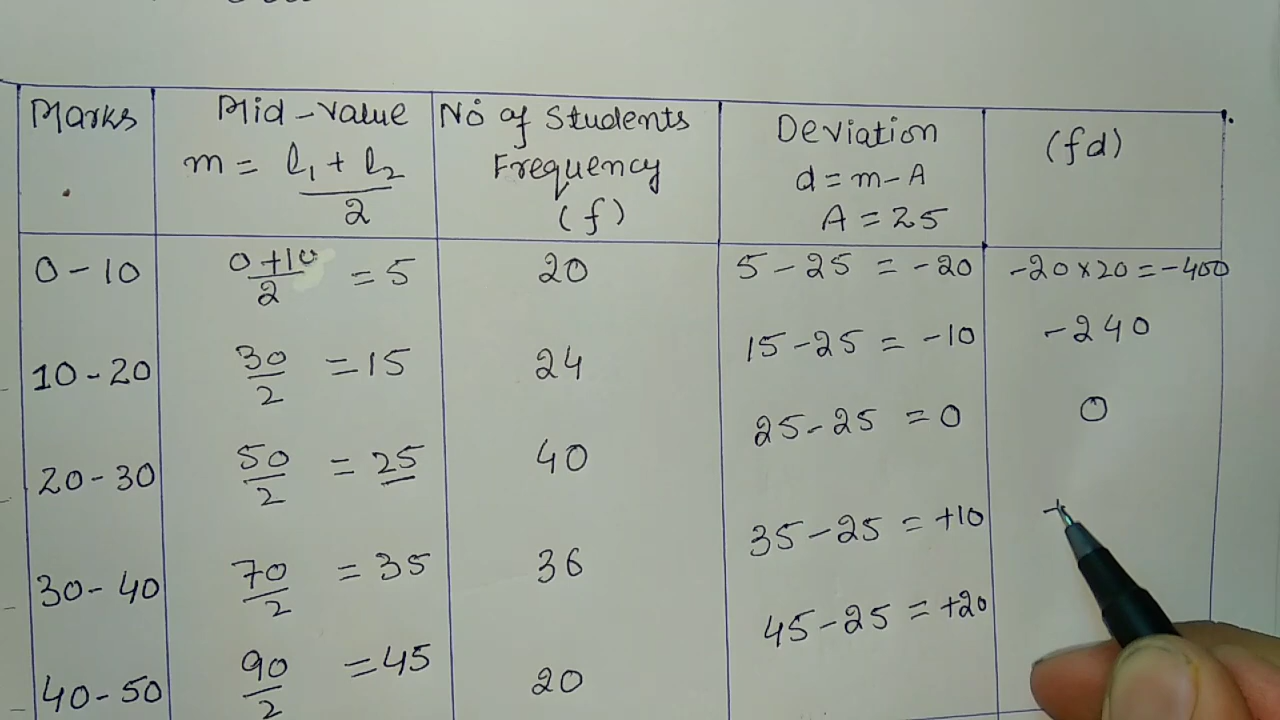 Marks
Mid-value
m = l₁ + l₂
2
No of Students
Frequency
(f)
Deviation
d = m - A
A = 25
(fd)
0 - 10
0 + 10
2
= 5
20
5 - 25 = -20
-20 x 20 = -400
10 - 20
30
2
= 15
24
15 - 25 = -10
-240
20 - 30
50
2
= 25
40
25 - 25 = 0
0
30 - 40
70
2
= 35
36
35 - 25 = +10
+
40 - 50
90
2
= 45
20
45 - 25 = +20